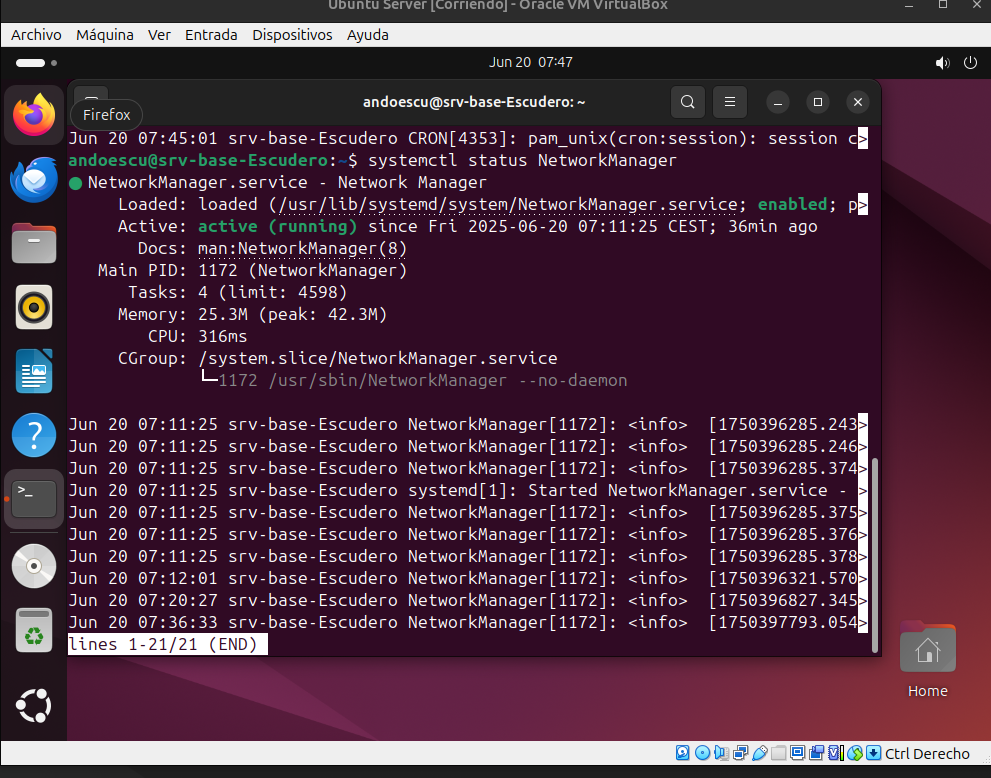 Ubuntu Server [Corriendo] - Oracle VM VirtualBox
Archivo Máquina Ver Entrada Dispositivos Ayuda
Jun 20 07:47
andoescu@srv-base-Escudero: ~
Firefox
Jun 20 07:45:01 srv-base-Escudero CRON[4353]: pam_unix(cron:session): session c>
andoescu@srv-base-Escudero:~$ systemctl status NetworkManager
● NetworkManager.service - Network Manager
Loaded: loaded (/usr/lib/systemd/system/NetworkManager.service; enabled; p>
Active: active (running) since Fri 2025-06-20 07:11:25 CEST; 36min ago
Docs: man:NetworkManager(8)
Main PID: 1172 (NetworkManager)
Tasks: 4 (limit: 4598)
Memory: 25.3M (peak: 42.3M)
CPU: 316ms
CGroup: /system.slice/NetworkManager.service
└─1172 /usr/sbin/NetworkManager --no-daemon
Jun 20 07:11:25 srv-base-Escudero NetworkManager[1172]: <info>  [1750396285.243>
Jun 20 07:11:25 srv-base-Escudero NetworkManager[1172]: <info>  [1750396285.246>
Jun 20 07:11:25 srv-base-Escudero NetworkManager[1172]: <info>  [1750396285.374>
Jun 20 07:11:25 srv-base-Escudero systemd[1]: Started NetworkManager.service - >
Jun 20 07:11:25 srv-base-Escudero NetworkManager[1172]: <info>  [1750396285.375>
Jun 20 07:11:25 srv-base-Escudero NetworkManager[1172]: <info>  [1750396285.376>
Jun 20 07:11:25 srv-base-Escudero NetworkManager[1172]: <info>  [1750396285.378>
Jun 20 07:12:01 srv-base-Escudero NetworkManager[1172]: <info>  [1750396321.570>
Jun 20 07:20:27 srv-base-Escudero NetworkManager[1172]: <info>  [1750396827.345>
Jun 20 07:36:33 srv-base-Escudero NetworkManager[1172]: <info>  [1750397793.054>
lines 1-21/21 (END)
Home
Ctrl Derecho